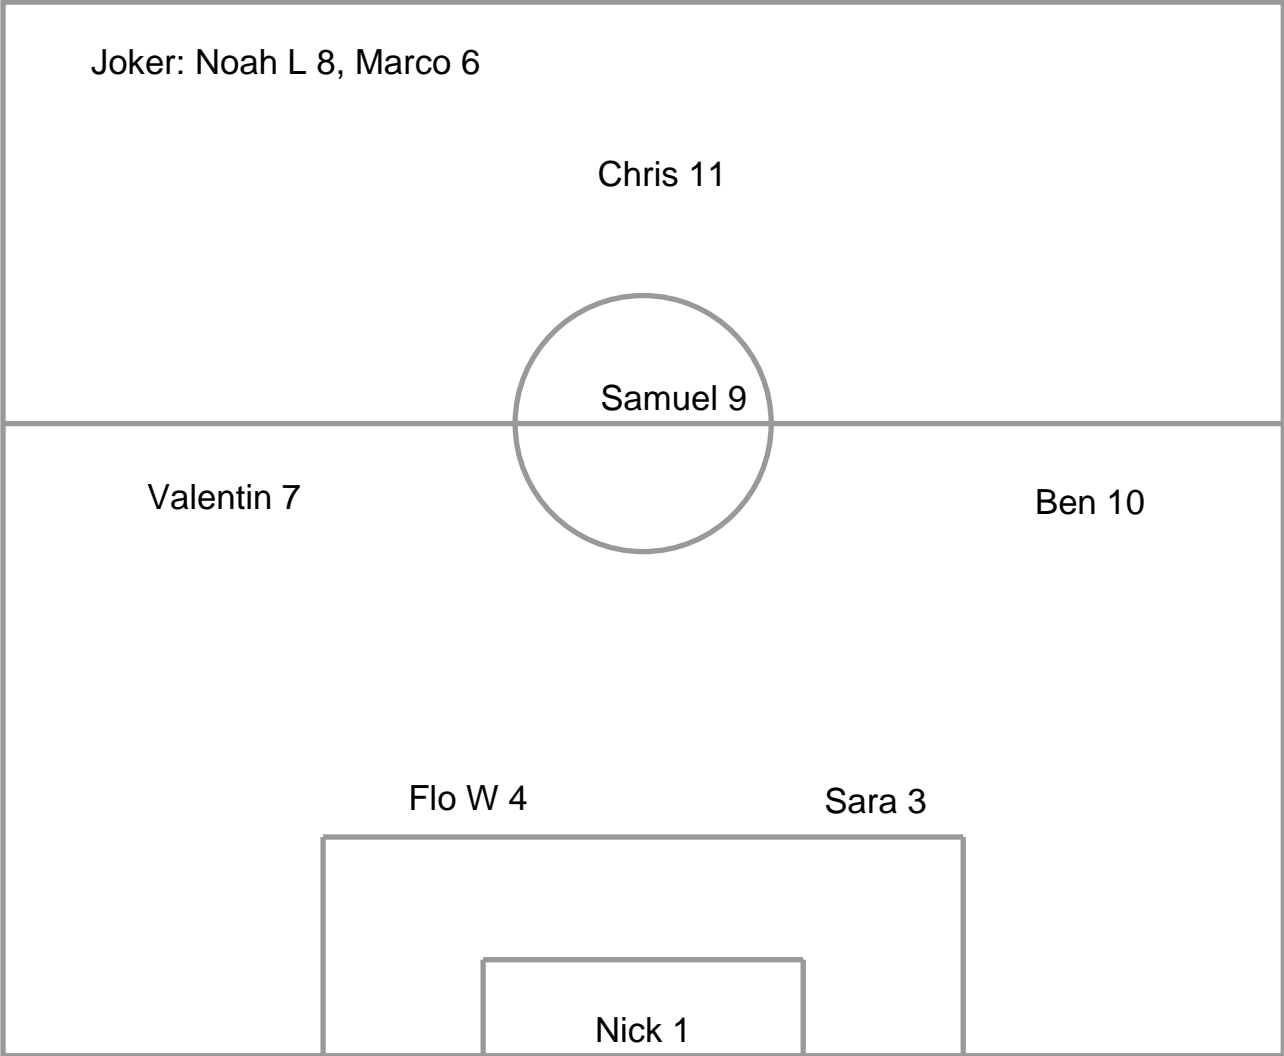 Joker: Noah L 8, Marco 6
Chris 11
Samuel 9
Valentin 7
Ben 10
Flo W 4
Sara 3
Nick 1